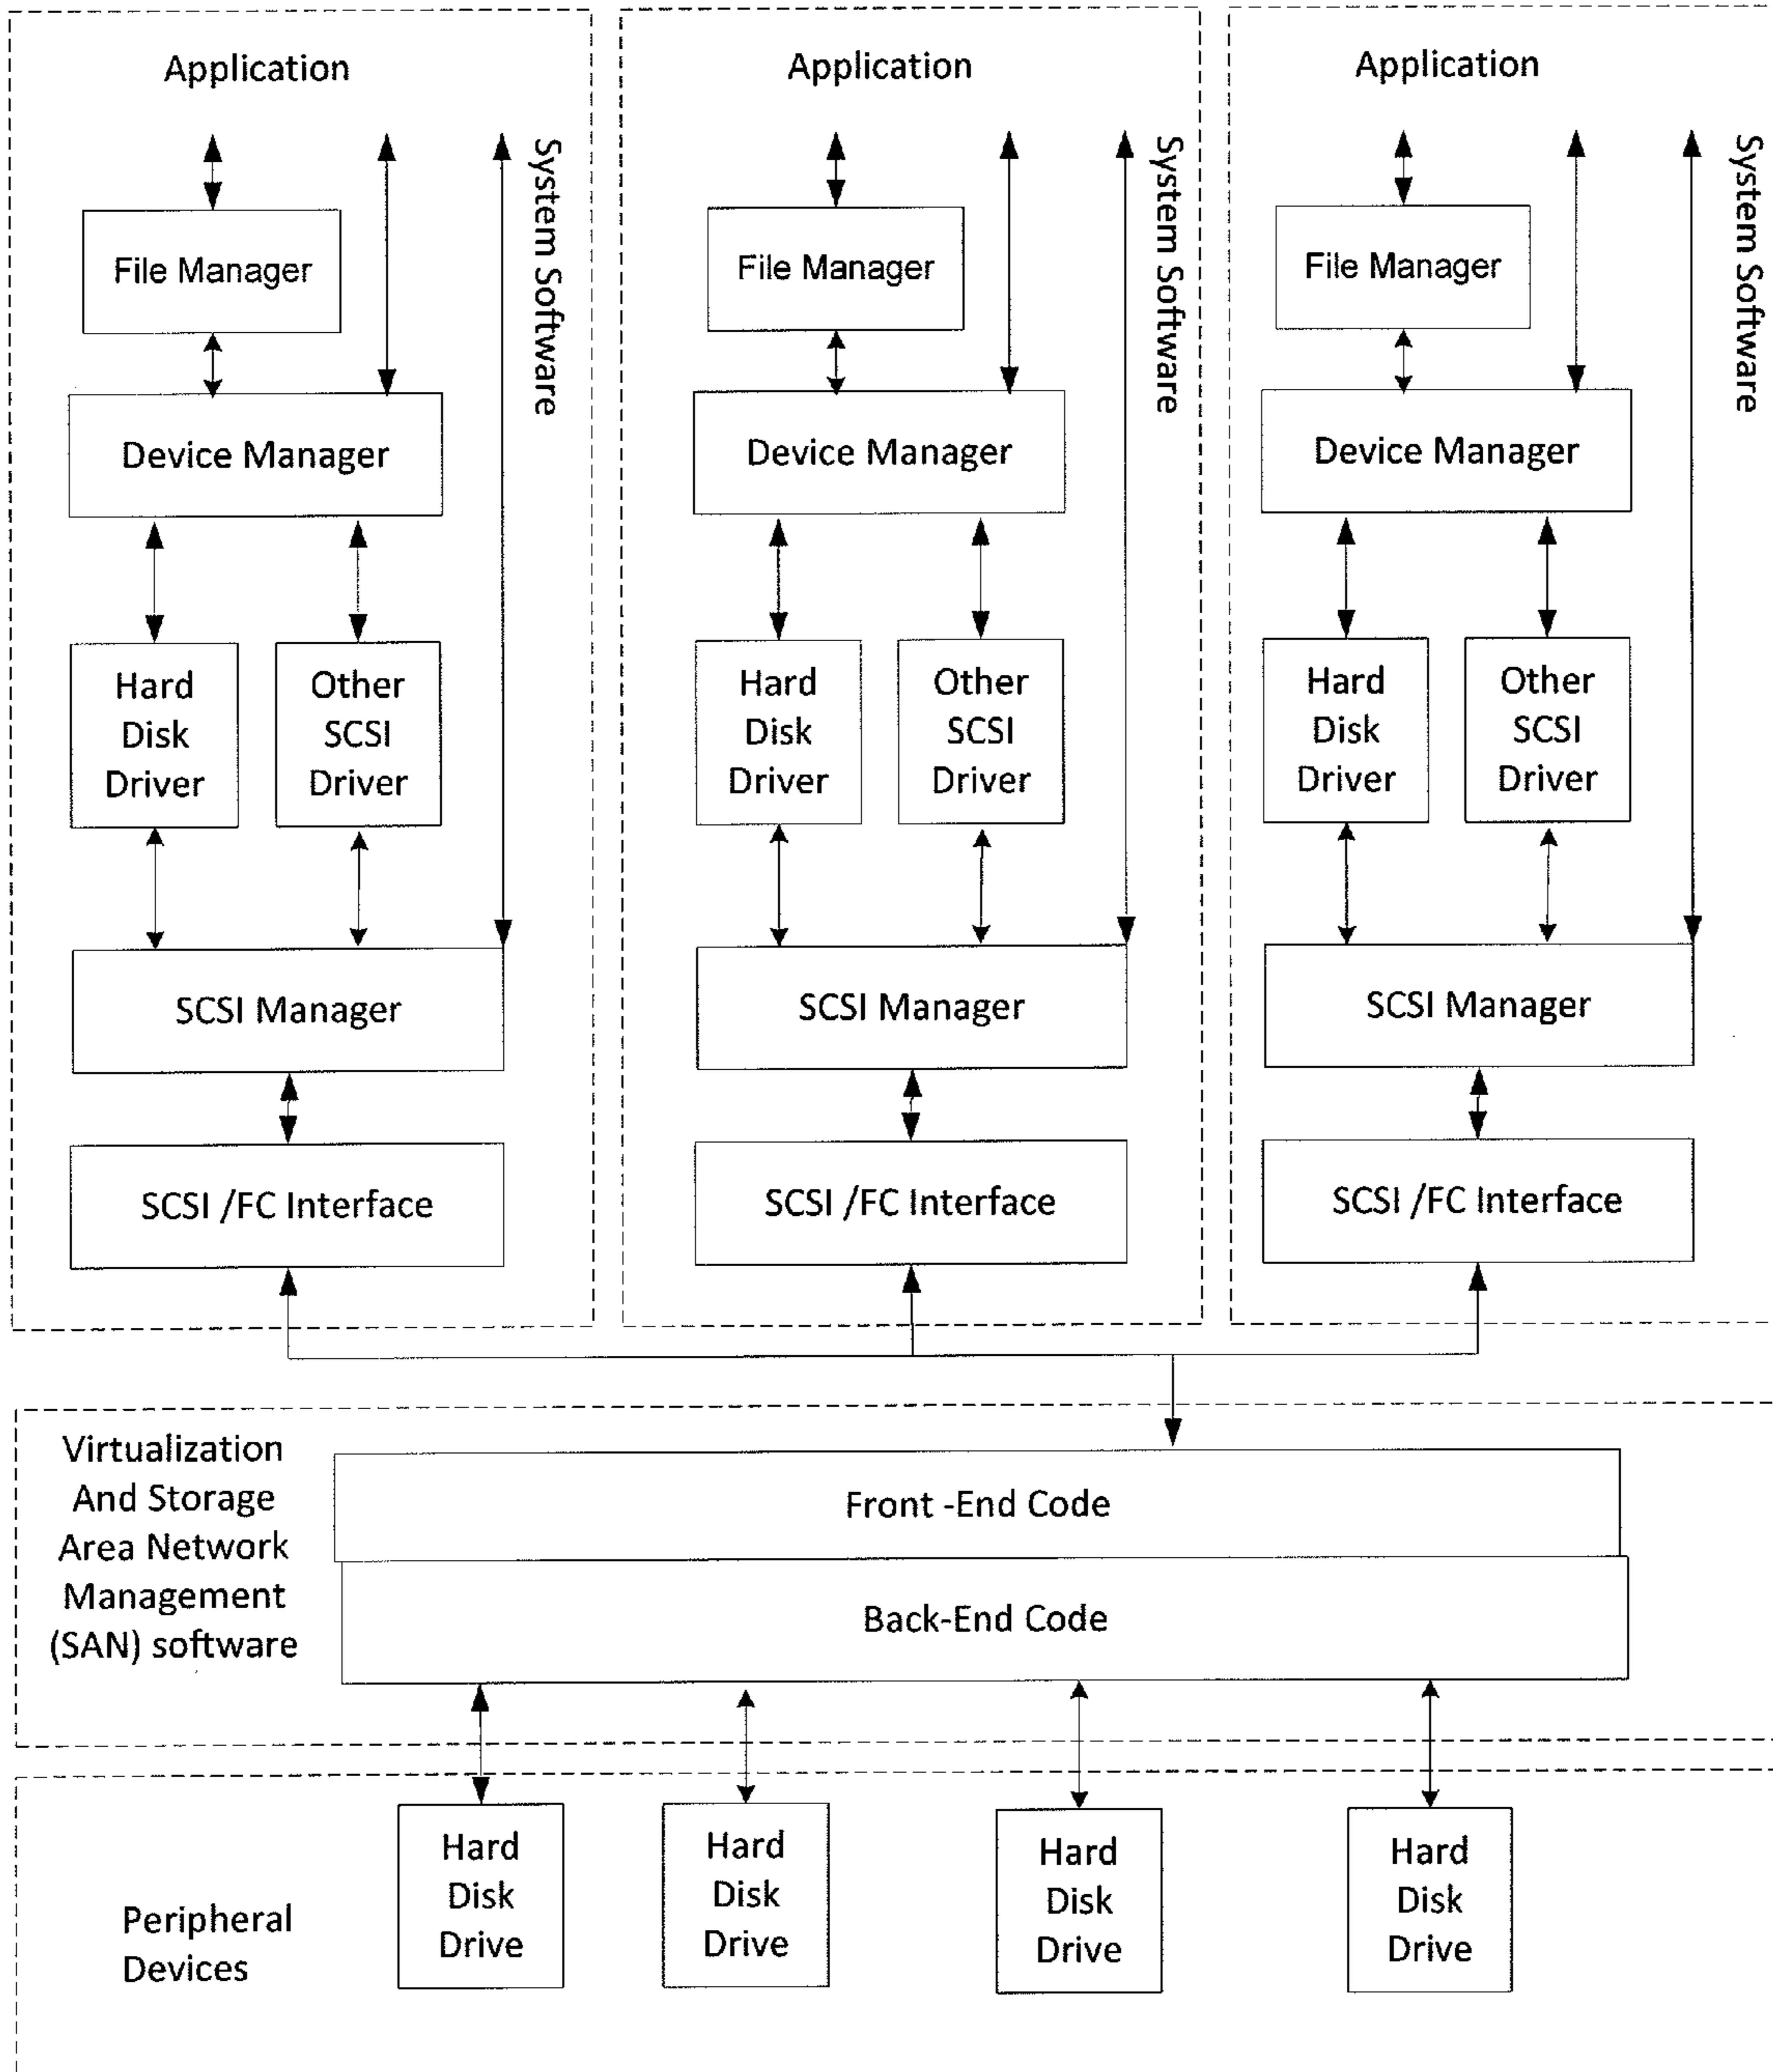 Application
System Software
File Manager
Device Manager
Hard
Disk
Driver
Other
SCSI
Driver
SCSI Manager
SCSI /FC Interface
Application
System Software
File Manager
Device Manager
Hard
Disk
Driver
Other
SCSI
Driver
SCSI Manager
SCSI /FC Interface
Application
System Software
File Manager
Device Manager
Hard
Disk
Driver
Other
SCSI
Driver
SCSI Manager
SCSI /FC Interface
Virtualization
And Storage
Area Network
Management
(SAN) software
Front -End Code
Back-End Code
Peripheral
Devices
Hard
Disk
Drive
Hard
Disk
Drive
Hard
Disk
Drive
Hard
Disk
Drive